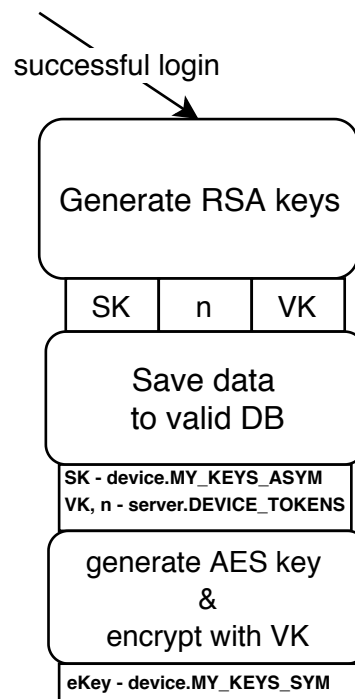 successful login
Generate RSA keys
SK n VK
Save data
to valid DB
SK - device.MY_KEYS_ASYM
VK, n - server.DEVICE_TOKENS
generate AES key
&
encrypt with VK
eKey - device.MY_KEYS_SYM